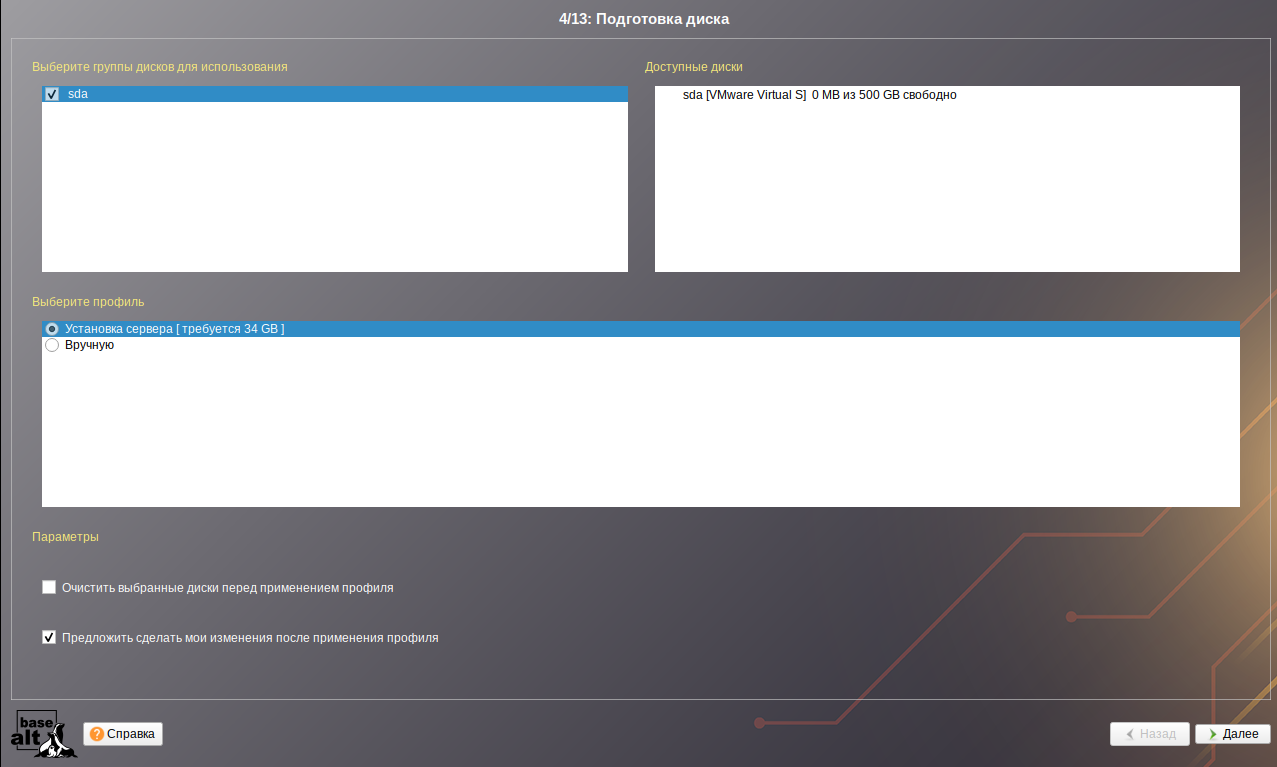 4/13: Подготовка диска
Выберите группы дисков для использования
Доступные диски
sda
sda [VMware Virtual S]  0 MB из 500 GB свободно
Выберите профиль
Установка сервера [ требуется 34 GB ]
Вручную
Параметры
Очистить выбранные диски перед применением профиля
Предложить сделать мои изменения после применения профиля
base
alt
Справка
Назад
Далее